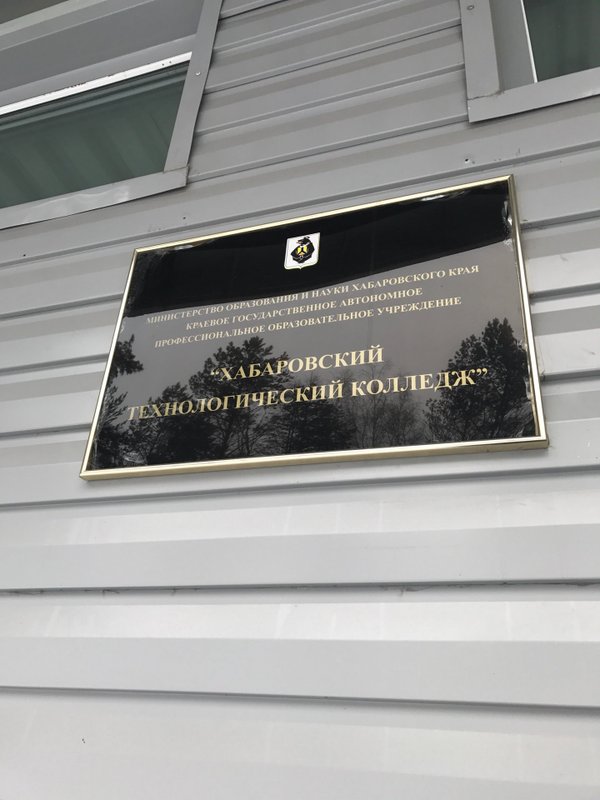 МИНИСТЕРСТВО ОБРАЗОВАНИЯ И НАУКИ ХАБАРОВСКОГО КРАЯ
КРАЕВОЕ ГОСУДАРСТВЕННОЕ АВТОНОМНОЕ
ПРОФЕССИОНАЛЬНОЕ ОБРАЗОВАТЕЛЬНОЕ УЧРЕЖДЕНИЕ
“ХАБАРОВСКИЙ
ТЕХНОЛОГИЧЕСКИЙ КОЛЛЕДЖ”